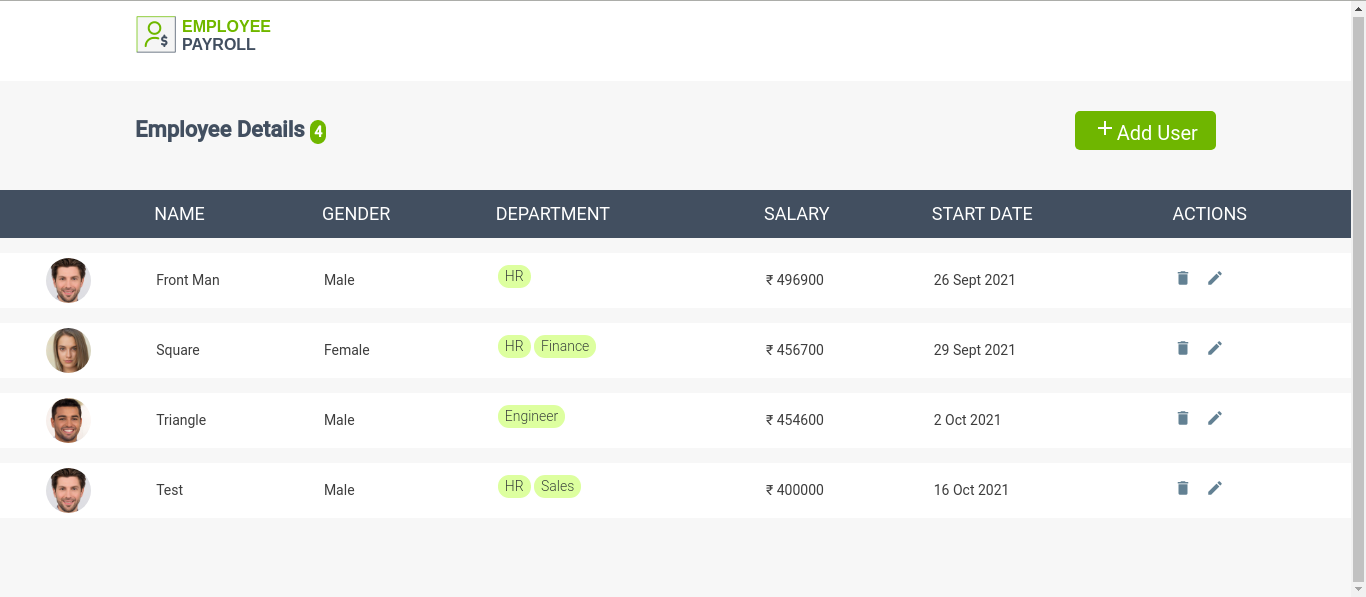 EMPLOYEE
PAYROLL
$
Employee Details 4
+ Add User
NAME GENDER DEPARTMENT SALARY START DATE ACTIONS
Front Man Male HR ₹ 496900 26 Sept 2021
Square Female HR Finance ₹ 456700 29 Sept 2021
Triangle Male Engineer ₹ 454600 2 Oct 2021
Test Male HR Sales ₹ 400000 16 Oct 2021